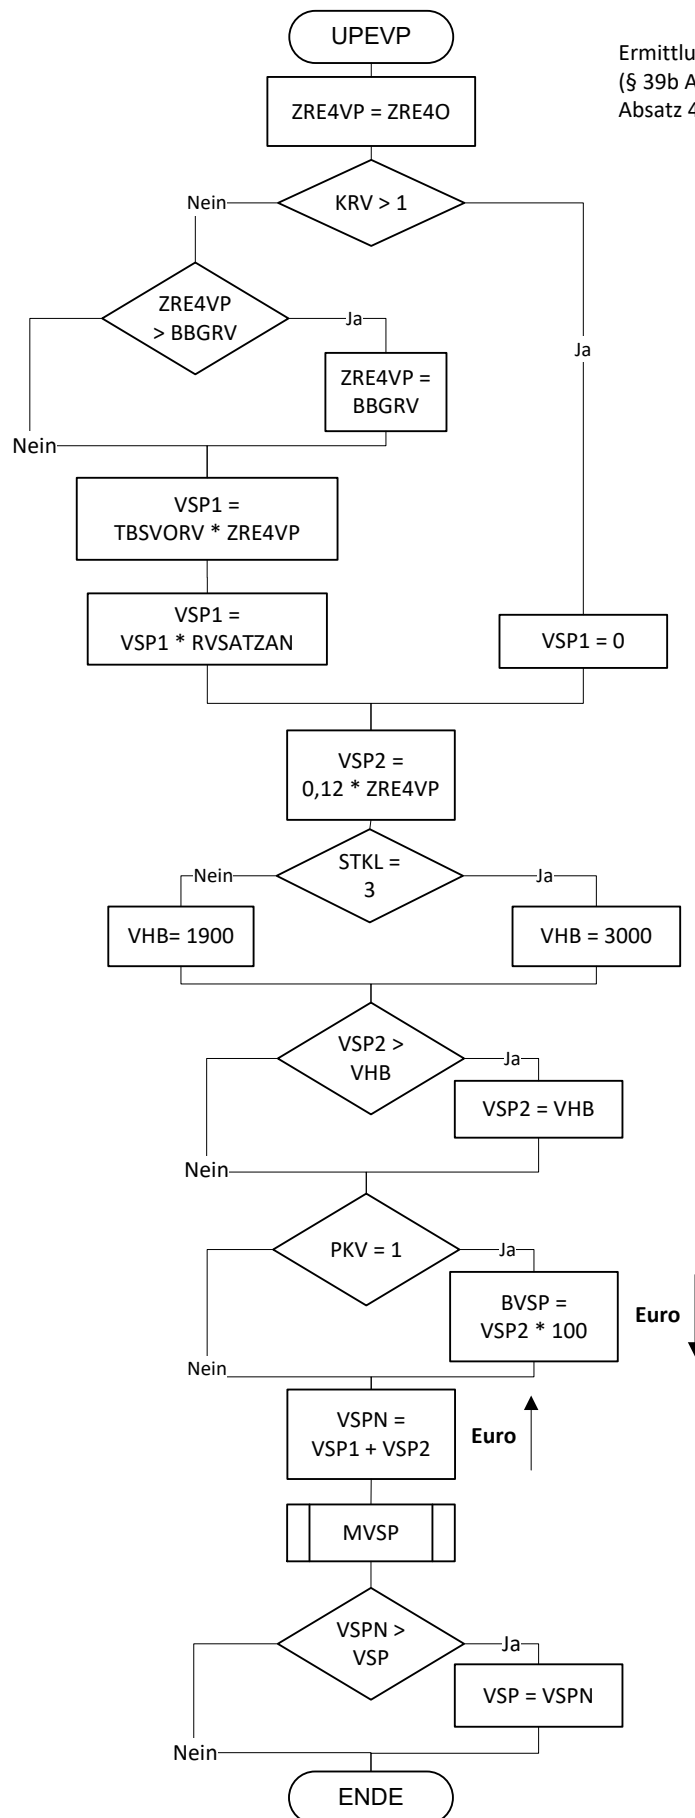 UPEVP
Ermittlu
(§ 39b A
Absatz 4
ZRE4VP = ZRE4O
KRV > 1
Nein
Ja
ZRE4VP
> BBGRV
Ja
ZRE4VP =
BBGRV
Nein
VSP1 =
TBSVORV * ZRE4VP
VSP1 =
VSP1 * RVSATZAN
VSP1 = 0
VSP2 =
0,12 * ZRE4VP
STKL =
3
Nein
Ja
VHB= 1900
VHB = 3000
VSP2 >
VHB
Ja
VSP2 = VHB
Nein
PKV = 1
Ja
BVSP =
VSP2 * 100
Euro
Nein
VSPN =
VSP1 + VSP2
Euro
MVSP
VSPN >
VSP
Ja
VSP = VSPN
Nein
ENDE